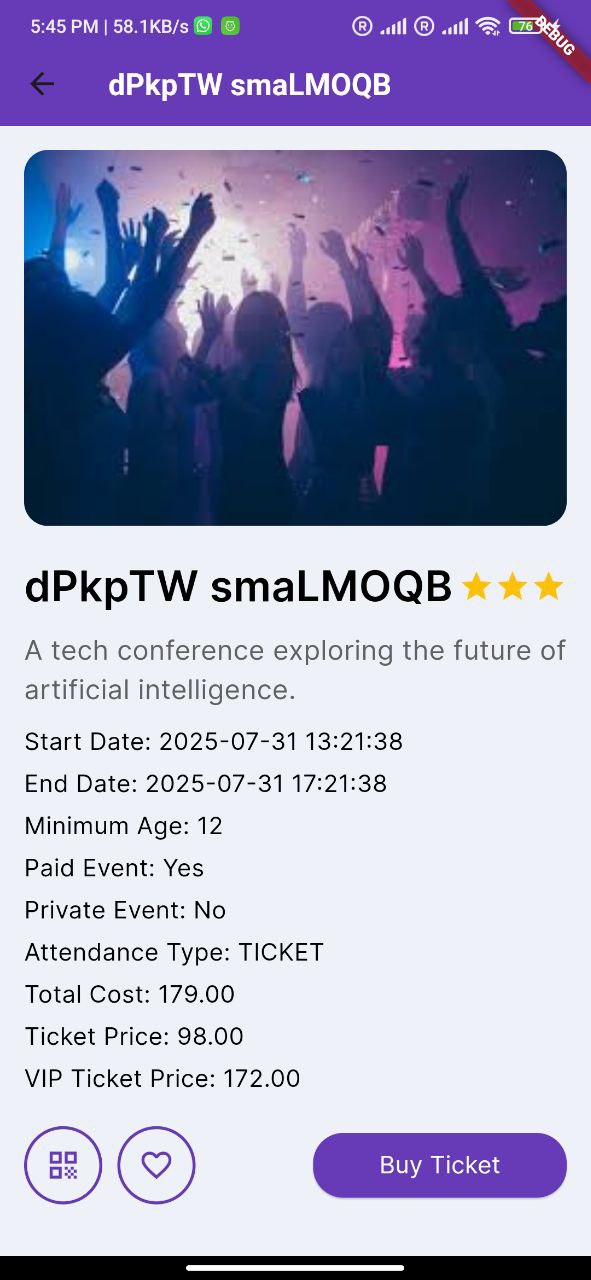 5:45 PM | 58.1KB/s
R R 76
DEBUG
dPkpTW smaLMOQB
dPkpTW smaLMOQB
A tech conference exploring the future of
artificial intelligence.
Start Date: 2025-07-31 13:21:38
End Date: 2025-07-31 17:21:38
Minimum Age: 12
Paid Event: Yes
Private Event: No
Attendance Type: TICKET
Total Cost: 179.00
Ticket Price: 98.00
VIP Ticket Price: 172.00
Buy Ticket